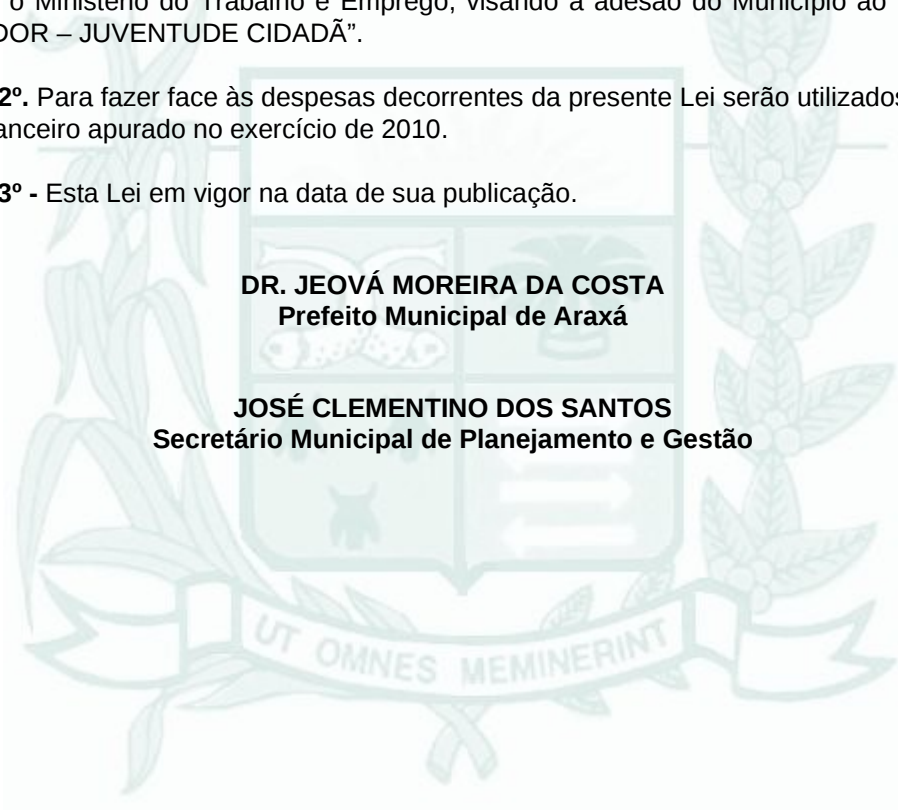 o Ministério do Trabalho e Emprego, visando a adesão do Município ao
DOR – JUVENTUDE CIDADÃ”.
2º. Para fazer face às despesas decorrentes da presente Lei serão utilizados
anceiro apurado no exercício de 2010.
3º - Esta Lei em vigor na data de sua publicação.
DR. JEOVÁ MOREIRA DA COSTA
Prefeito Municipal de Araxá
JOSÉ CLEMENTINO DOS SANTOS
Secretário Municipal de Planejamento e Gestão
UT OMNES MEMINERINT